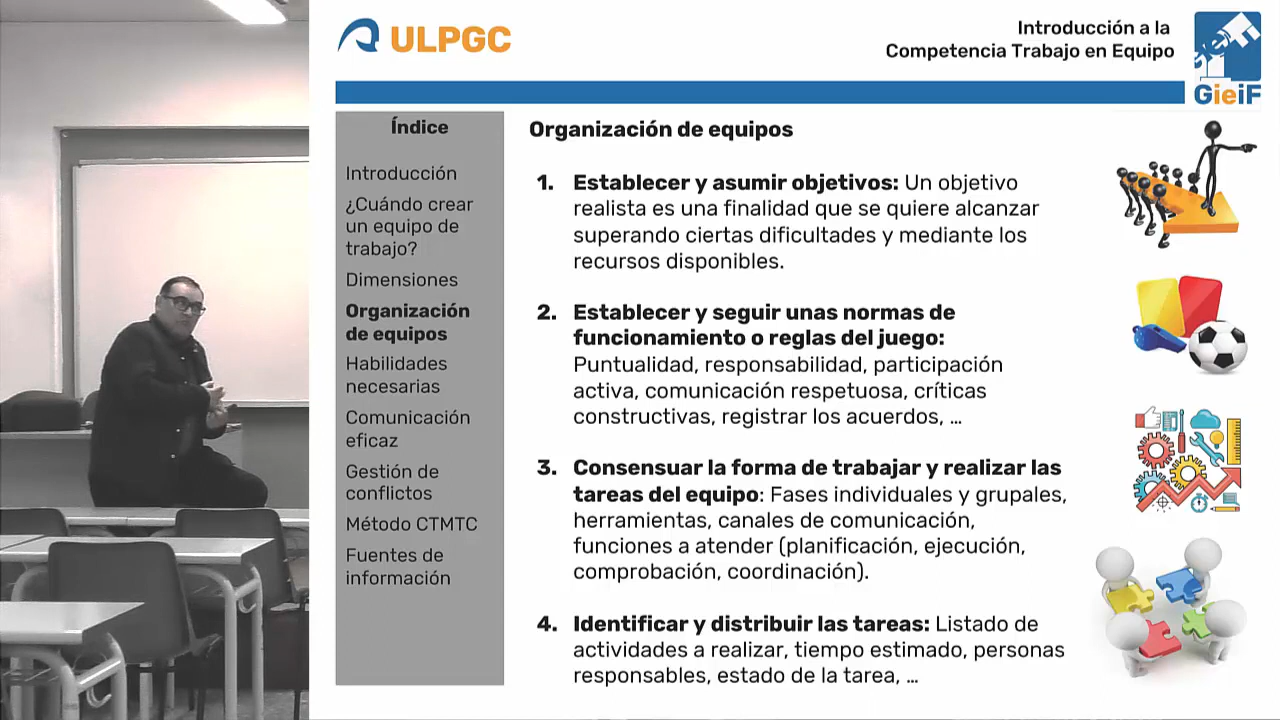 ULPGC
Introducción a la
Competencia Trabajo en Equipo
GieiF
Índice
Introducción
¿Cuándo crear
un equipo de
trabajo?
Dimensiones
Organización
de equipos
Habilidades
necesarias
Comunicación
eficaz
Gestión de
conflictos
Método CTMTC
Fuentes de
información
Organización de equipos
1. Establecer y asumir objetivos: Un objetivo
realista es una finalidad que se quiere alcanzar
superando ciertas dificultades y mediante los
recursos disponibles.
2. Establecer y seguir unas normas de
funcionamiento o reglas del juego:
Puntualidad, responsabilidad, participación
activa, comunicación respetuosa, críticas
constructivas, registrar los acuerdos, ...
3. Consensuar la forma de trabajar y realizar las
tareas del equipo: Fases individuales y grupales,
herramientas, canales de comunicación,
funciones a atender (planificación, ejecución,
comprobación, coordinación).
4. Identificar y distribuir las tareas: Listado de
actividades a realizar, tiempo estimado, personas
responsables, estado de la tarea, ...